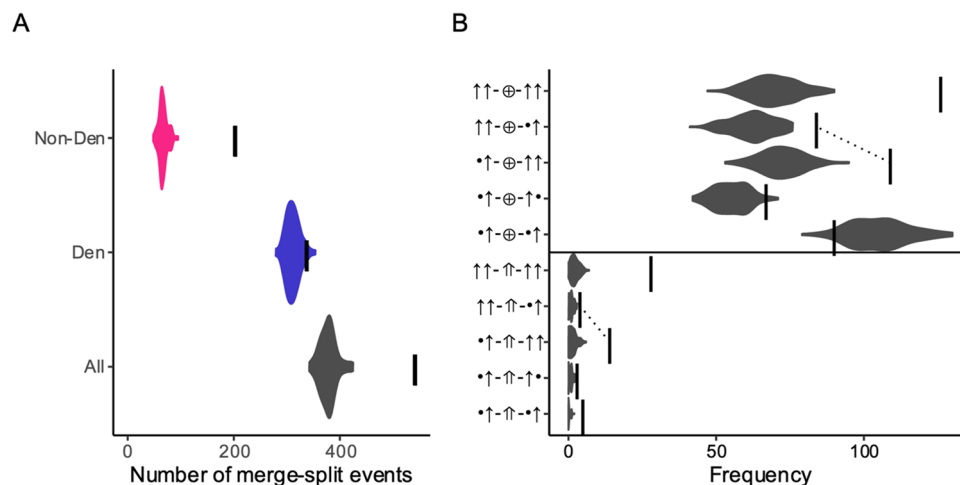 A
B
Non-Den
Den
All
0 200 400
Number of merge-split events
↑↑-⊕-↑↑
↑↑-⊕-•↑
•↑-⊕-↑↑
•↑-⊕-↑•
•↑-⊕-•↑
↑↑-⇑-↑↑
↑↑-⇑-•↑
•↑-⇑-↑↑
•↑-⇑-↑•
•↑-⇑-•↑
0 50 100
Frequency